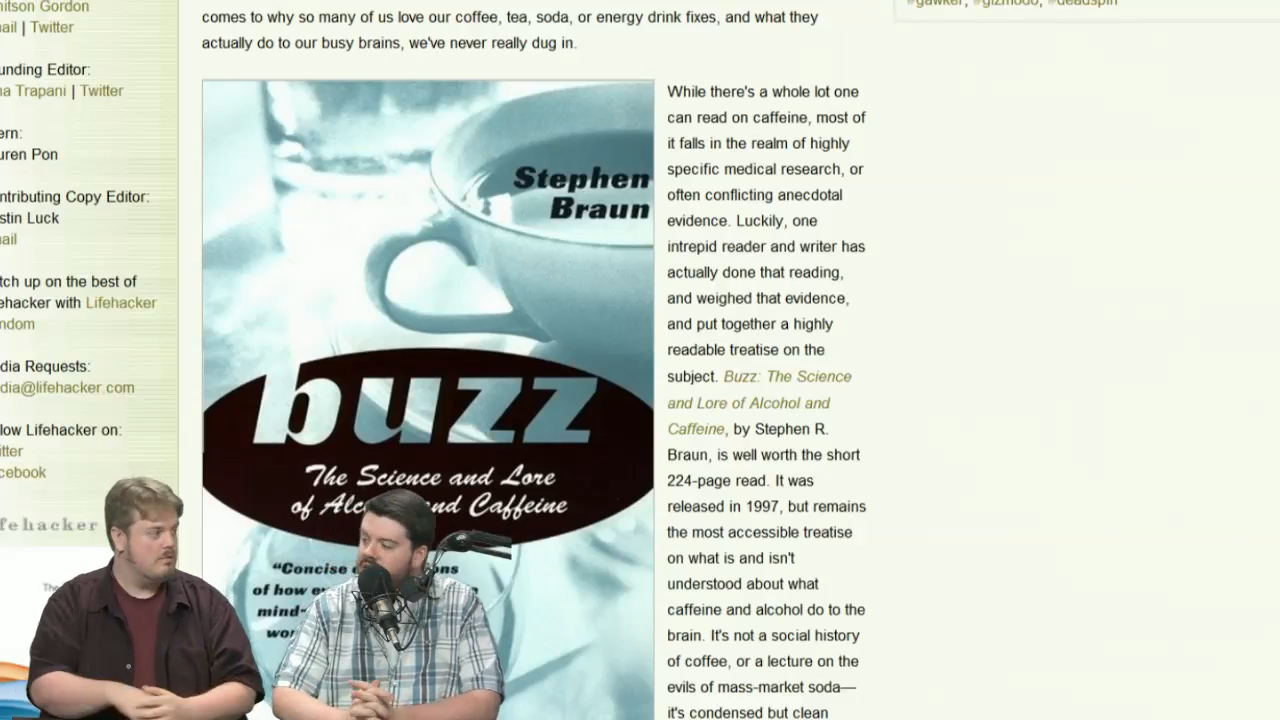 itson Gordon
ail | Twitter
unding Editor:
na Trapani | Twitter
ern:
uren Pon
ntributing Copy Editor:
stin Luck
ail
tch up on the best of
ehacker with Lifehacker
ndom
dia Requests:
dia@lifehacker.com
llow Lifehacker on:
itter
cebook
fehacker
comes to why so many of us love our coffee, tea, soda, or energy drink fixes, and what they
actually do to our busy brains, we've never really dug in.
Stephen
Braun
buzz
The Science and Lore
of Alc and Caffeine
"Concise ons
of how
mind
wor
While there's a whole lot one
can read on caffeine, most of
it falls in the realm of highly
specific medical research, or
often conflicting anecdotal
evidence. Luckily, one
intrepid reader and writer has
actually done that reading,
and weighed that evidence,
and put together a highly
readable treatise on the
subject. Buzz: The Science
and Lore of Alcohol and
Caffeine, by Stephen R.
Braun, is well worth the short
224-page read. It was
released in 1997, but remains
the most accessible treatise
on what is and isn't
understood about what
caffeine and alcohol do to the
brain. It's not a social history
of coffee, or a lecture on the
evils of mass-market soda—
it's condensed but clean
#gawker, #gizmodo, #deadspin